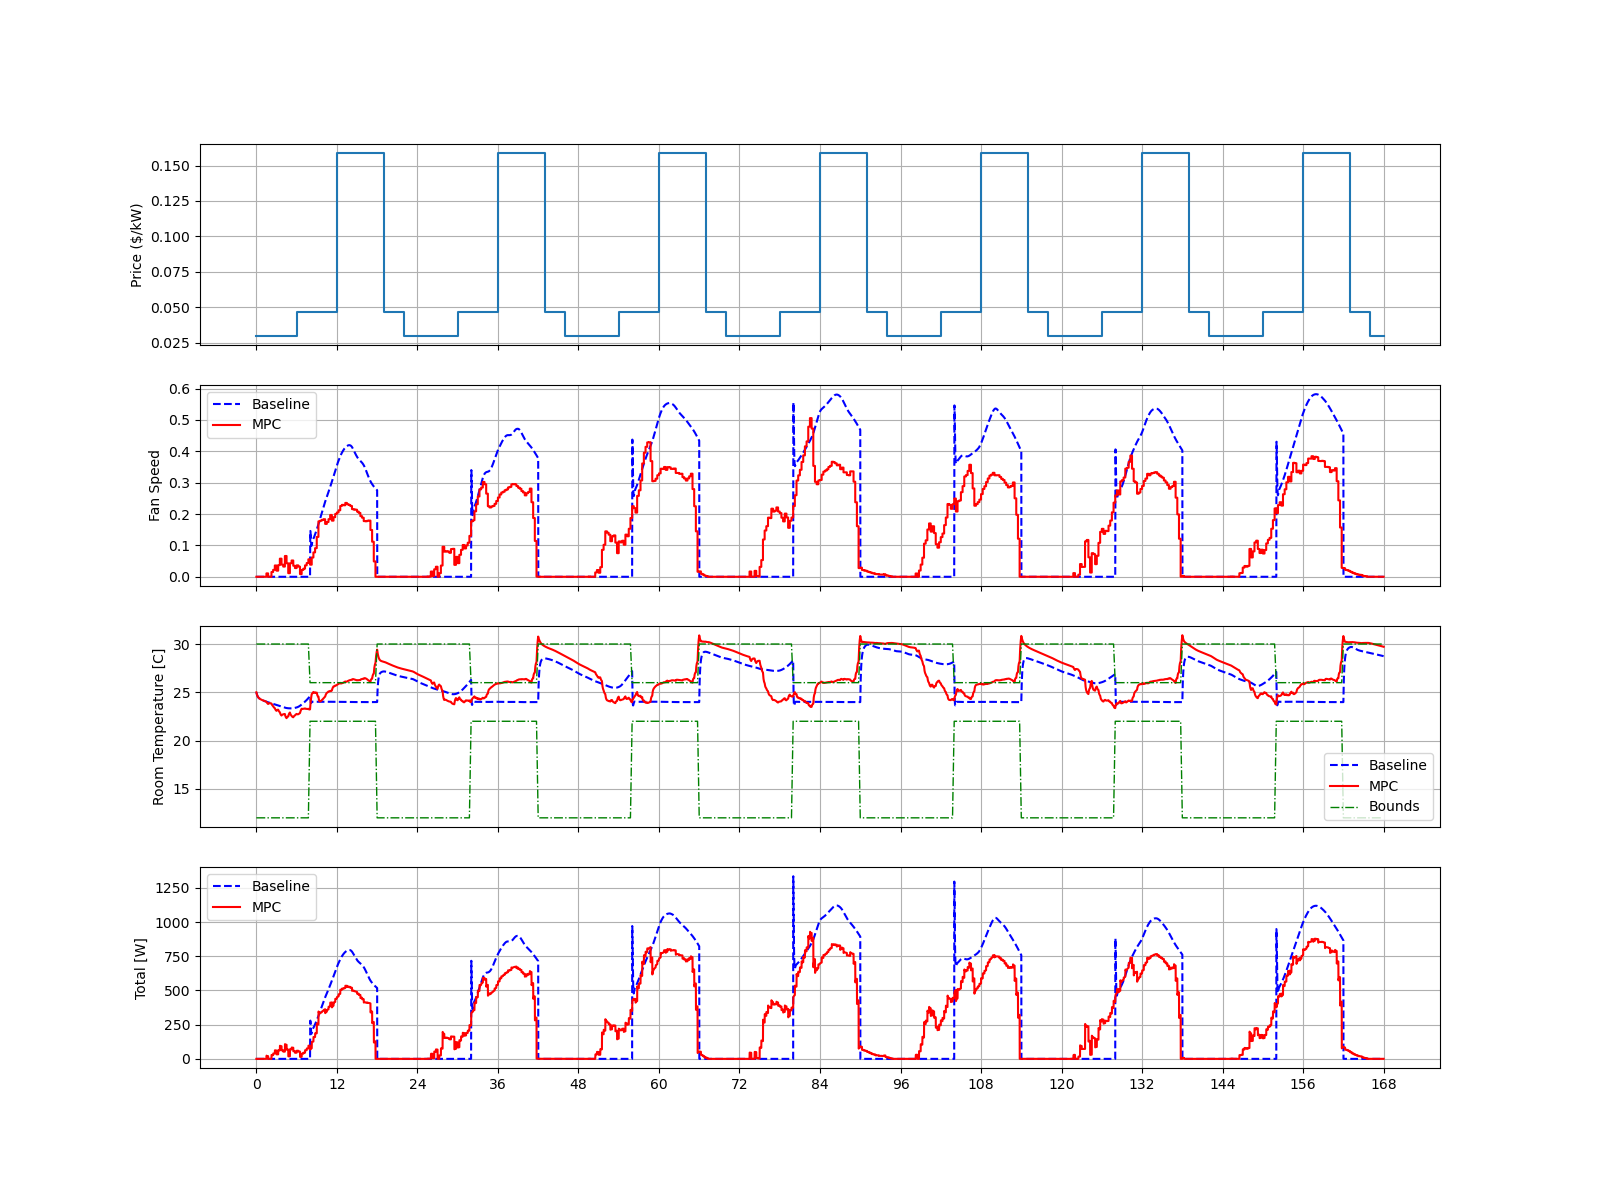 0.150
0.125
0.100
0.075
0.050
0.025
Price ($/kW)
0.6
0.5
0.4
0.3
0.2
0.1
0.0
Fan Speed
Baseline
MPC
30
25
20
15
Room Temperature [C]
Baseline
MPC
Bounds
1250
1000
750
500
250
0
Total [W]
Baseline
MPC
0 12 24 36 48 60 72 84 96 108 120 132 144 156 168